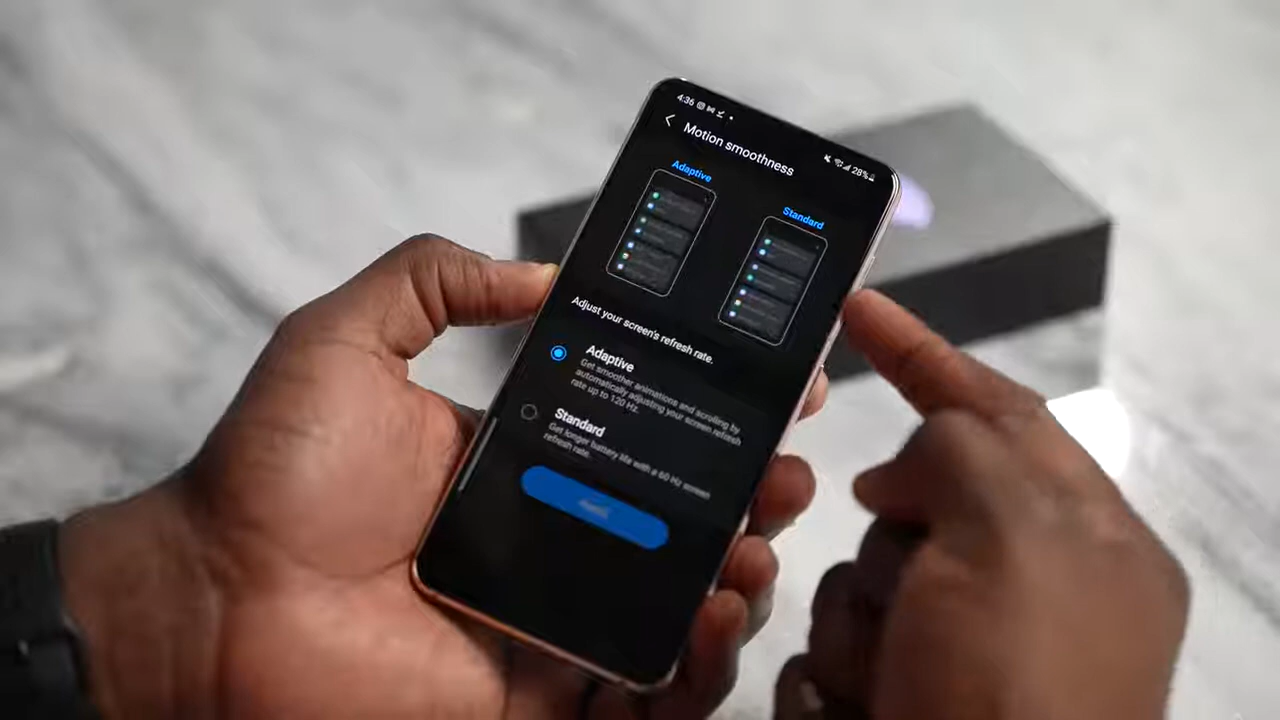 4:36
28%
Motion smoothness
Adaptive
Standard
Adjust your screen's refresh rate.
Adaptive
Get smoother animations and scrolling by
automatically adjusting your screen refresh
rate up to 120 Hz.
Standard
Get longer battery life with a 60 Hz screen
refresh rate.